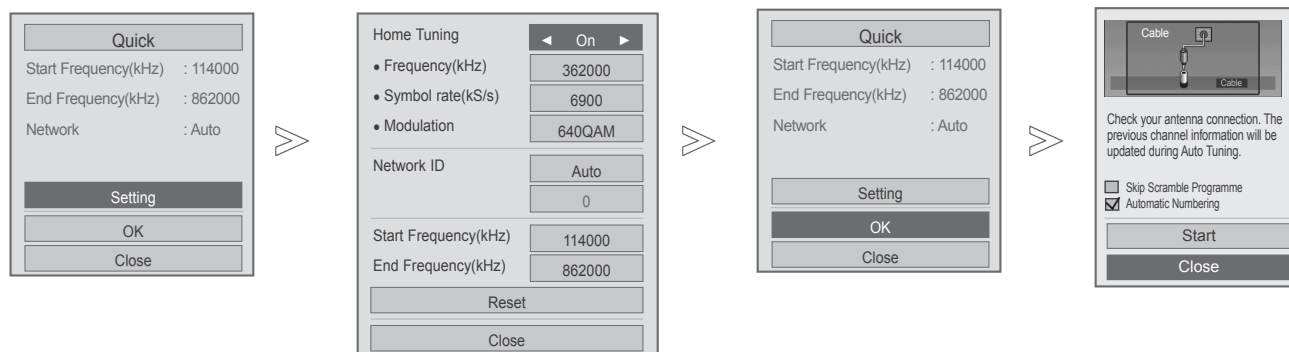 Quick
Start Frequency(kHz) : 114000
End Frequency(kHz) : 862000
Network : Auto
Setting
OK
Close
Home Tuning ◄ On ►
• Frequency(kHz) 362000
• Symbol rate(kS/s) 6900
• Modulation 640QAM
Network ID Auto
0
Start Frequency(kHz) 114000
End Frequency(kHz) 862000
Reset
Close
Quick
Start Frequency(kHz) : 114000
End Frequency(kHz) : 862000
Network : Auto
Setting
OK
Close
Cable
Cable
Check your antenna connection. The
previous channel information will be
updated during Auto Tuning.
Skip Scramble Programme
Automatic Numbering
Start
Close